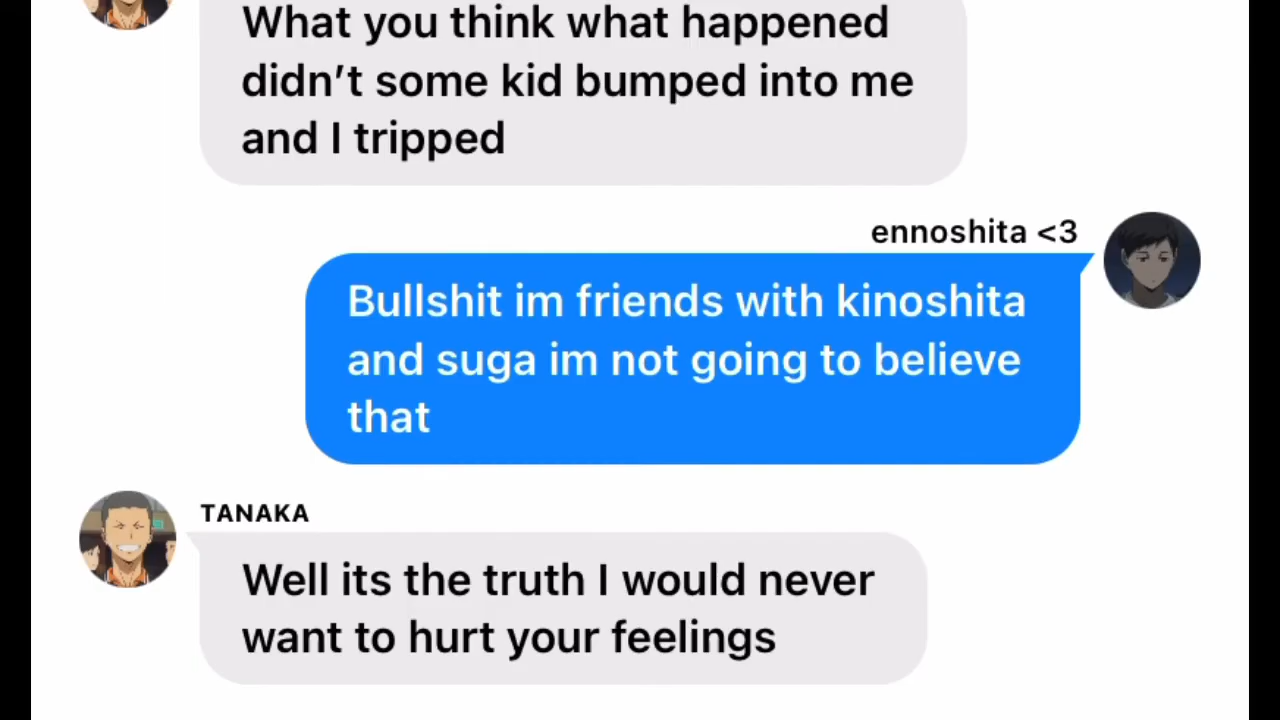 What you think what happened
didn't some kid bumped into me
and I tripped
ennoshita <3
Bullshit im friends with kinoshita
and suga im not going to believe
that
TANAKA
Well its the truth I would never
want to hurt your feelings